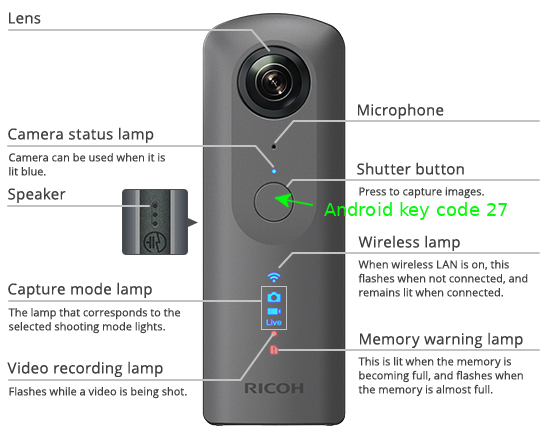 Lens
Microphone
Camera status lamp
Camera can be used when it is
lit blue.
Shutter button
Press to capture images.
Android key code 27
Speaker
Wireless lamp
When wireless LAN is on, this
flashes when not connected, and
remains lit when connected.
Capture mode lamp
The lamp that corresponds to the
selected shooting mode lights.
Live
Memory warning lamp
This is lit when the memory is
becoming full, and flashes when
the memory is almost full.
Video recording lamp
Flashes while a video is being shot.
RICOH